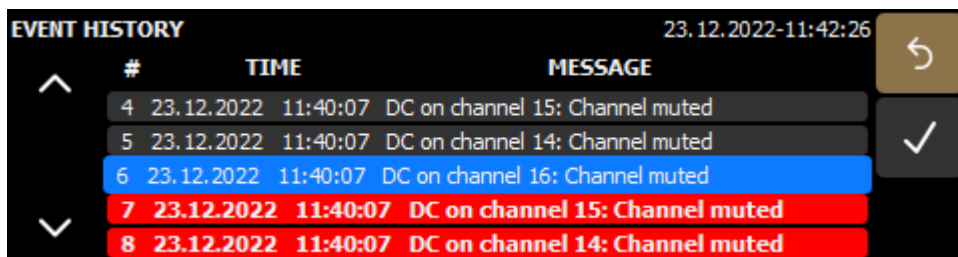 EVENT HISTORY 23.12.2022-11:42:26
# TIME MESSAGE
4 23.12.2022 11:40:07 DC on channel 15: Channel muted
5 23.12.2022 11:40:07 DC on channel 14: Channel muted
6 23.12.2022 11:40:07 DC on channel 16: Channel muted
7 23.12.2022 11:40:07 DC on channel 15: Channel muted
8 23.12.2022 11:40:07 DC on channel 14: Channel muted